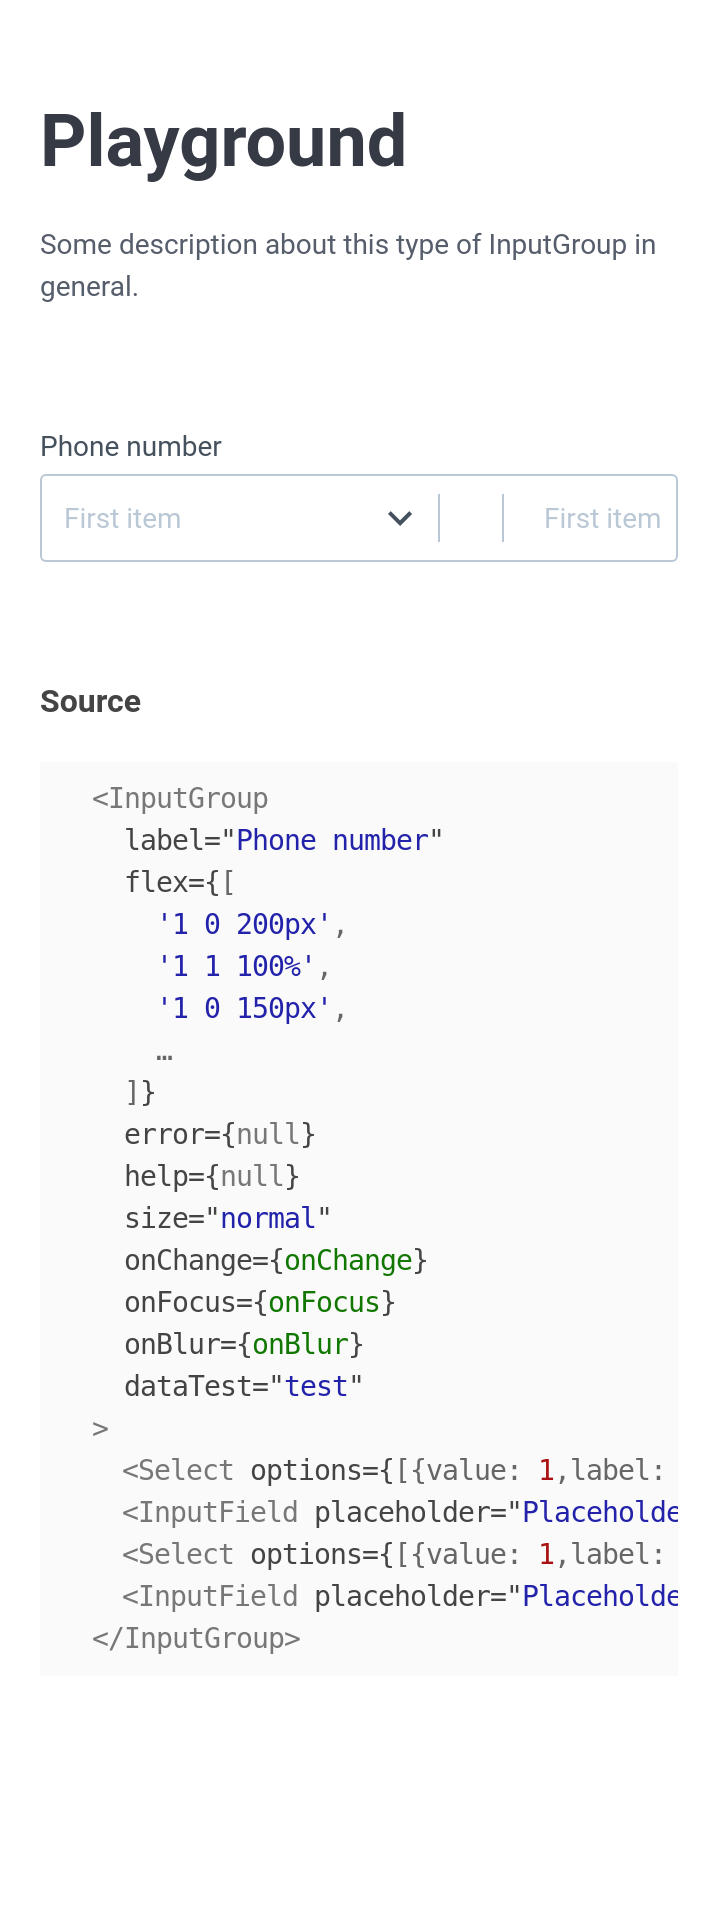 Playground
Some description about this type of InputGroup in
general.
Phone number
First item First item
Source
<InputGroup
label="Phone number"
flex={[
'1 0 200px',
'1 1 100%',
'1 0 150px',
…
]}
error={null}
help={null}
size="normal"
onChange={onChange}
onFocus={onFocus}
onBlur={onBlur}
dataTest="test"
>
<Select options={[{value: 1,label:
<InputField placeholder="Placeholde
<Select options={[{value: 1,label:
<InputField placeholder="Placeholde
</InputGroup>